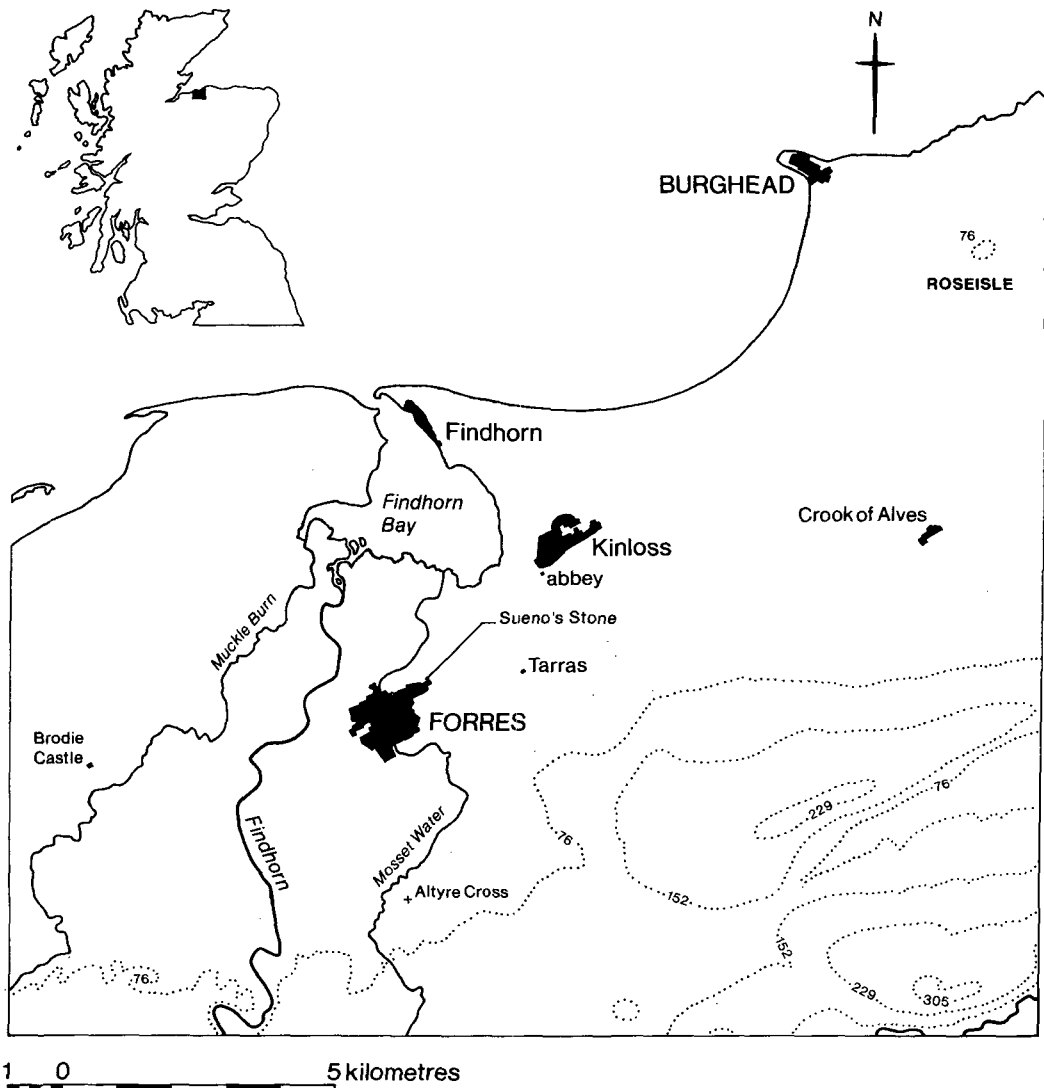 N
BURGHEAD
76
ROSEISLE
Findhorn
Findhorn
Bay
Crook of Alves
Kinloss
abbey
Muckle Burn
Sueno's Stone
Tarras
FORRES
Brodie
Castle
76
229
Findhorn
Mosset Water
76
Altyre Cross
152
152
76
229
305
1 0 5 kilometres